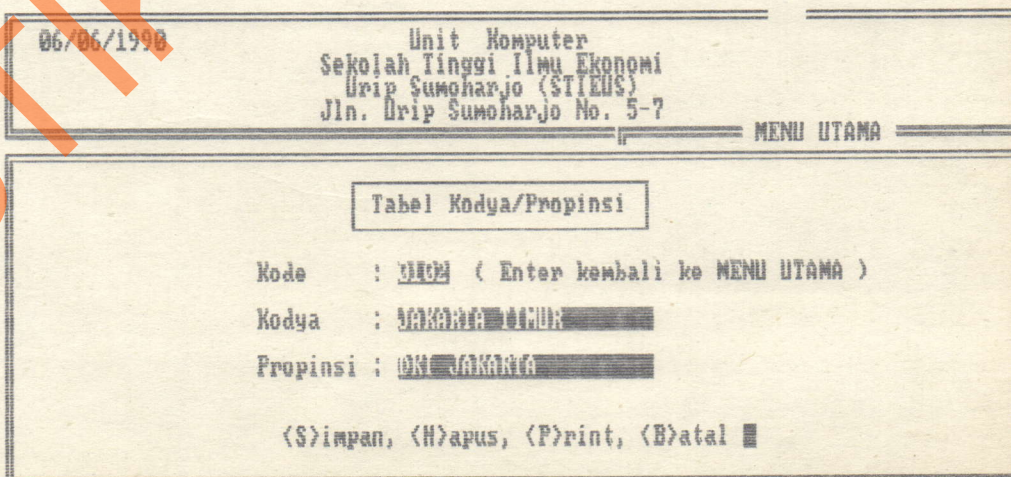 06/06/1990
Unit Komputer
Sekolah Tinggi Ilmu Ekonomi
Urip Sumoharjo (STIEUS)
Jln. Urip Sumoharjo No. 5-7
MENU UTAMA
Tabel Kodya/Propinsi
Kode : 0102 ( Enter kembali ke MENU UTAMA )
Kodya : JAKARTA TIMUR
Propinsi : DKI JAKARTA
<S>impan, <H>apus, <P>rint, <B>atal